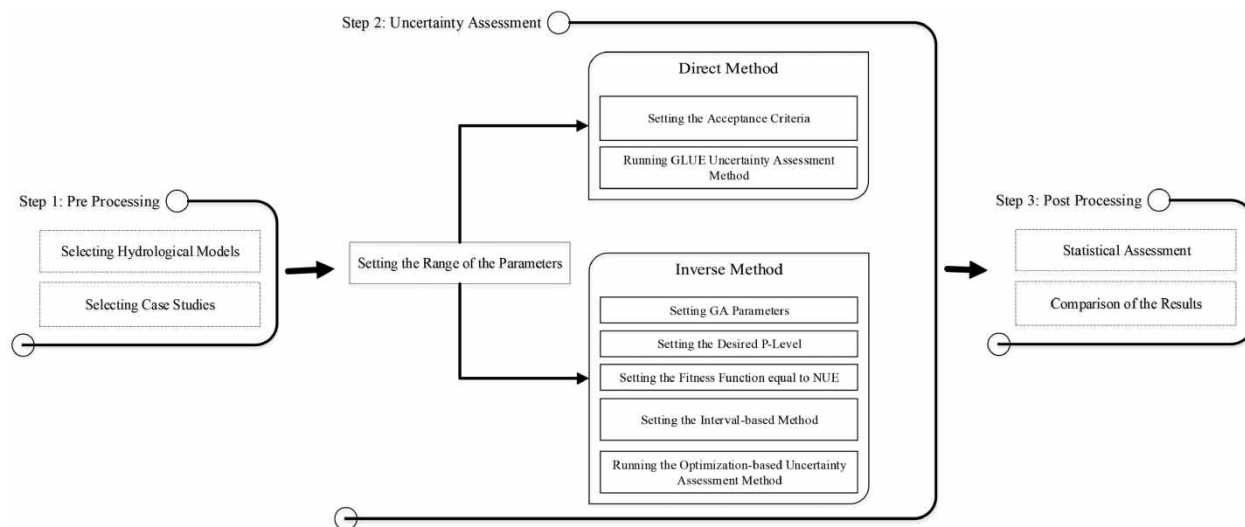 Step 1: Pre Processing
Selecting Hydrological Models
Selecting Case Studies
Step 2: Uncertainty Assessment
Setting the Range of the Parameters
Direct Method
Setting the Acceptance Criteria
Running GLUE Uncertainty Assessment
Method
Inverse Method
Setting GA Parameters
Setting the Desired P-Level
Setting the Fitness Function equal to NUE
Setting the Interval-based Method
Running the Optimization-based Uncertainty
Assessment Method
Step 3: Post Processing
Statistical Assessment
Comparison of the Results